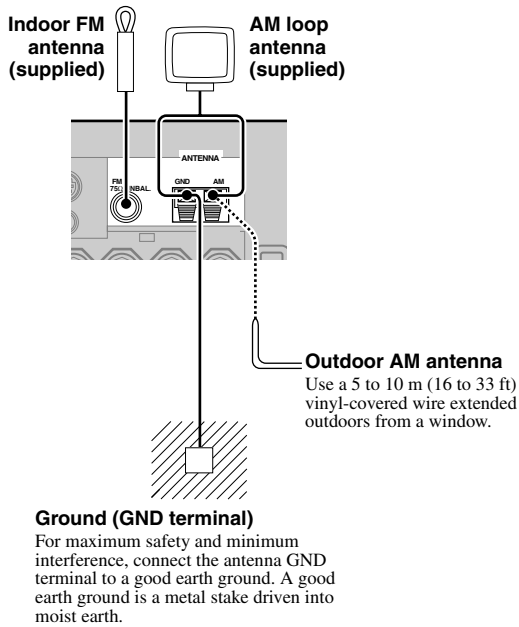 Indoor FM
antenna
(supplied)
AM loop
antenna
(supplied)
ANTENNA
FM
75Ω UNBAL.
GND
AM
Outdoor AM antenna
Use a 5 to 10 m (16 to 33 ft)
vinyl-covered wire extended
outdoors from a window.
Ground (GND terminal)
For maximum safety and minimum
interference, connect the antenna GND
terminal to a good earth ground. A good
earth ground is a metal stake driven into
moist earth.